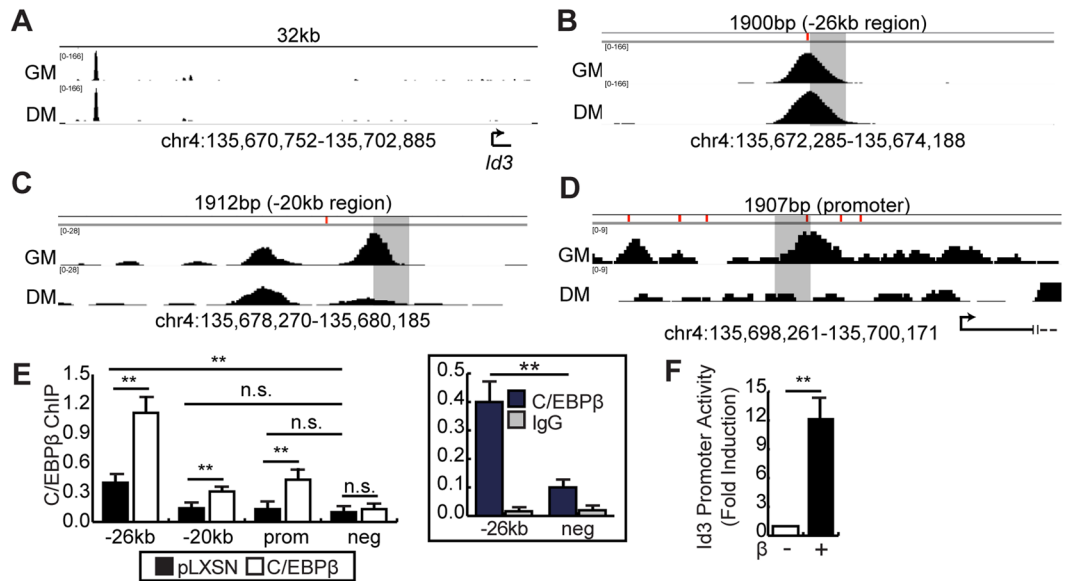 A
32kb
[0-166]
GM
[0-166]
DM
chr4:135,670,752-135,702,885
Id3
B
1900bp (-26kb region)
[0-166]
GM
[0-166]
DM
chr4:135,672,285-135,674,188
C
1912bp (-20kb region)
[0-28]
GM
[0-28]
DM
chr4:135,678,270-135,680,185
D
1907bp (promoter)
[0-9]
GM
[0-9]
DM
chr4:135,698,261-135,700,171
E
C/EBPβ ChIP
1.5
1.2
0.9
0.6
0.3
0.0
**
n.s.
n.s.
**
**
**
n.s.
-26kb -20kb prom neg
pLXSN C/EBPβ
0.5
0.4
0.3
0.2
0.1
0.0
**
C/EBPβ
IgG
-26kb neg
F
Id3 Promoter Activity
(Fold Induction)
15
12
9
6
3
0
**
β - +